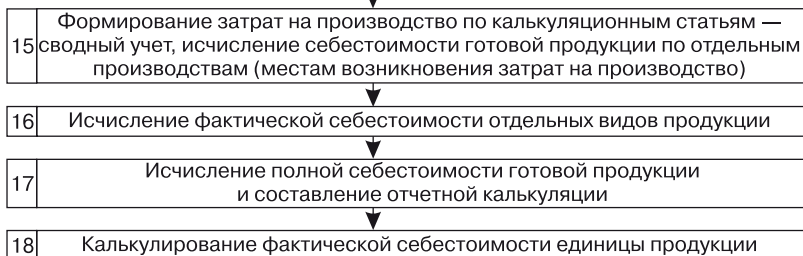 Формирование затрат на производство по калькуляционным статьям —
15 сводный учет, исчисление себестоимости готовой продукции по отдельным
производствам (местам возникновения затрат на производство)
16 Исчисление фактической себестоимости отдельных видов продукции
Исчисление полной себестоимости готовой продукции
17 и составление отчетной калькуляции
18 Калькулирование фактической себестоимости единицы продукции